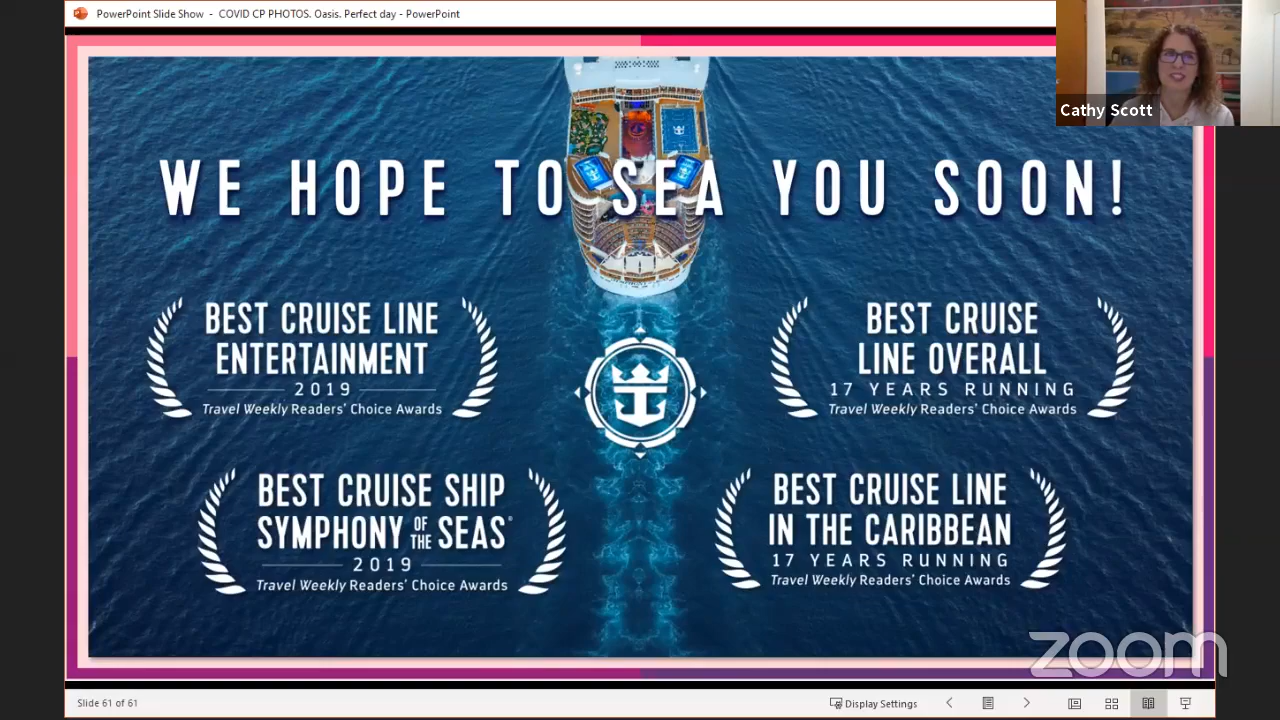 PowerPoint Slide Show - COVID CP PHOTOS. Oasis. Perfect day - PowerPoint
Cathy Scott
WE HOPE TO SEA YOU SOON!
BEST CRUISE LINE
ENTERTAINMENT
2019
Travel Weekly Readers' Choice Awards
BEST CRUISE
LINE OVERALL
17 YEARS RUNNING
Travel Weekly Readers' Choice Awards
BEST CRUISE SHIP
SYMPHONY OF THE SEAS®
2019
Travel Weekly Readers' Choice Awards
BEST CRUISE LINE
IN THE CARIBBEAN
17 YEARS RUNNING
Travel Weekly Readers' Choice Awards
zoom
Slide 61 of 61
Display Settings